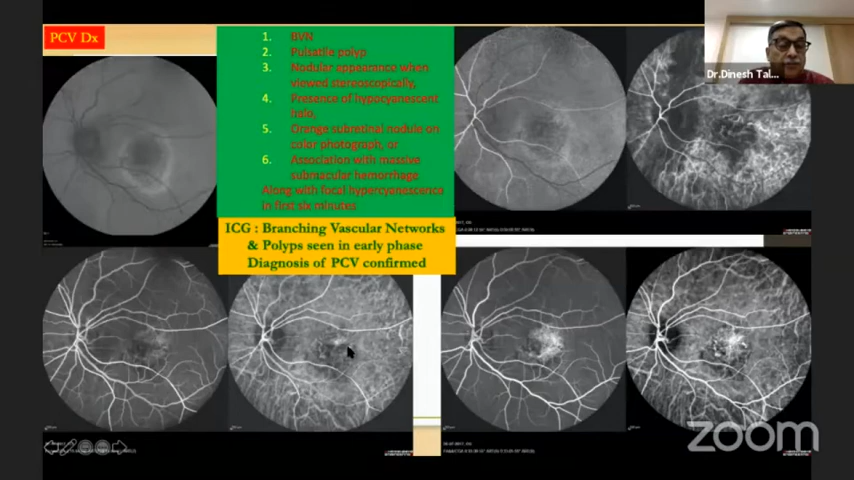 PCV Dx
1. BVN
2. Pulsatile polyp
3. Nodular appearance when
viewed stereoscopically,
4. Presence of hypocyanescent
halo,
5. Orange subretinal nodule on
color photograph, or
6. Association with massive
submacular hemorrhage
Along with focal hypercyanescence
in first six minutes
ICG : Branching Vascular Networks
& Polyps seen in early phase
Diagnosis of PCV confirmed
Dr.Dinesh Tal...
zoom